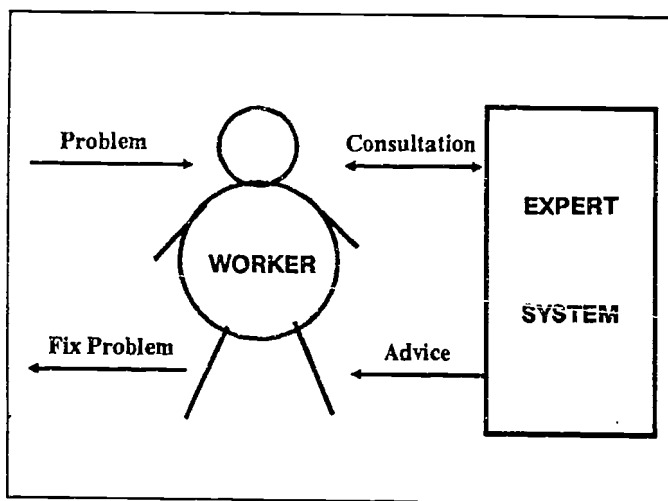 Problem
Consultation
EXPERT
WORKER
SYSTEM
Fix Problem
Advice